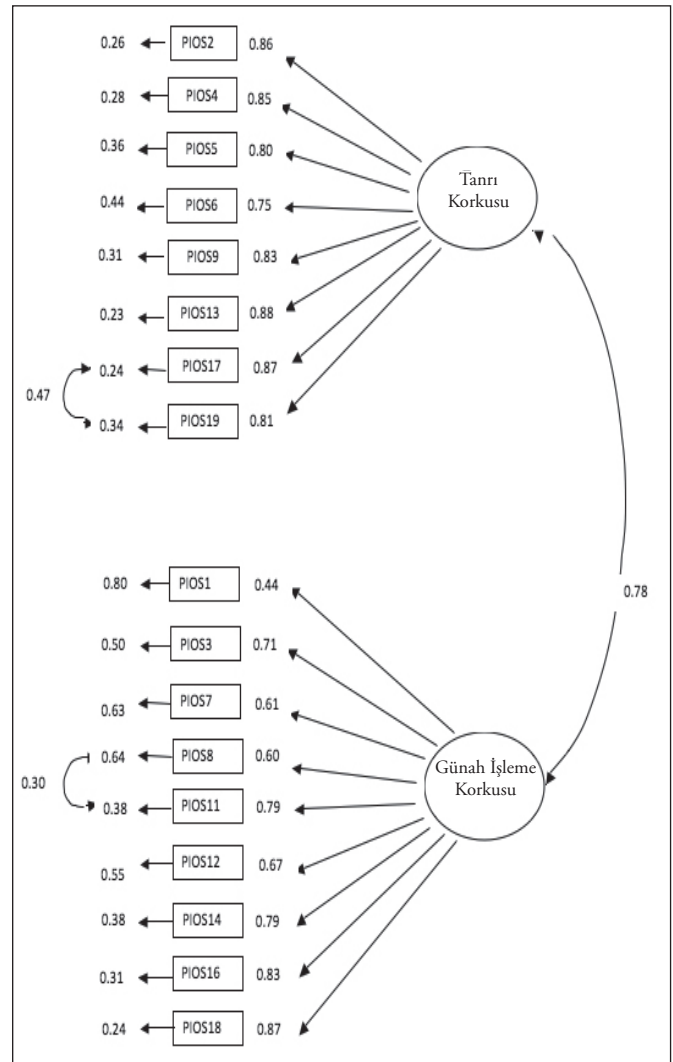 0.26 PIOS2 0.86
0.28 PIOS4 0.85
0.36 PIOS5 0.80
Tanrı
Korkusu
0.44 PIOS6 0.75
0.31 PIOS9 0.83
0.23 PIOS13 0.88
0.24 PIOS17 0.87
0.47
0.34 PIOS19 0.81
0.80 PIOS1 0.44
0.78
0.50 PIOS3 0.71
0.63 PIOS7 0.61
0.64 PIOS8 0.60
Günah İşleme
Korkusu
0.30
0.38 PIOS11 0.79
0.55 PIOS12 0.67
0.38 PIOS14 0.79
0.31 PIOS16 0.83
0.24 PIOS18 0.87